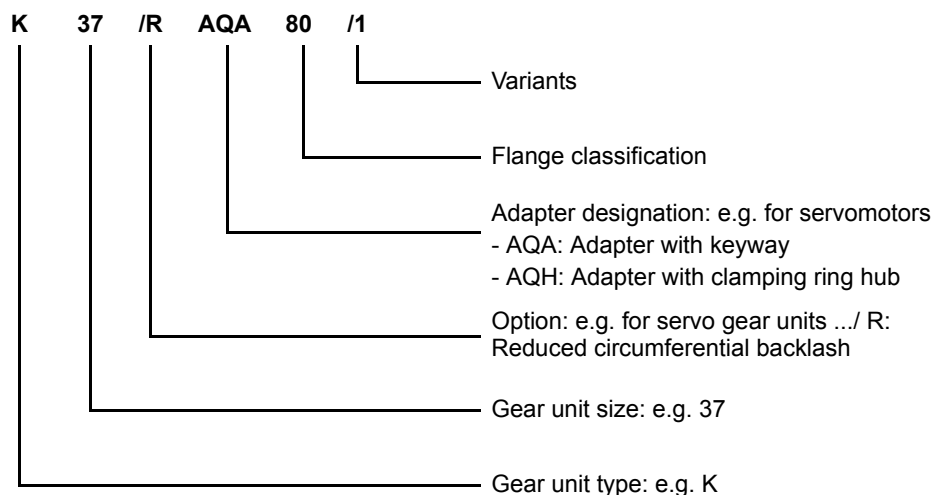 K 37 /R AQA 80 /1
Variants
Flange classification
Adapter designation: e.g. for servomotors
- AQA: Adapter with keyway
- AQH: Adapter with clamping ring hub
Option: e.g. for servo gear units .../ R:
Reduced circumferential backlash
Gear unit size: e.g. 37
Gear unit type: e.g. K